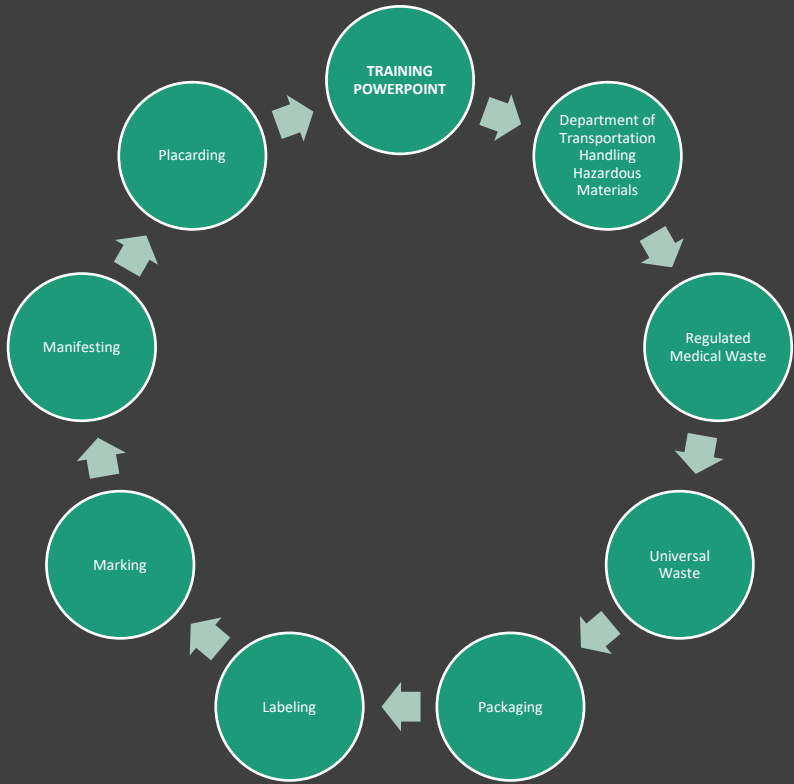 TRAINING
POWERPOINT
Department of
Transportation
Handling
Hazardous
Materials
Regulated
Medical Waste
Universal
Waste
Packaging
Labeling
Marking
Manifesting
Placarding